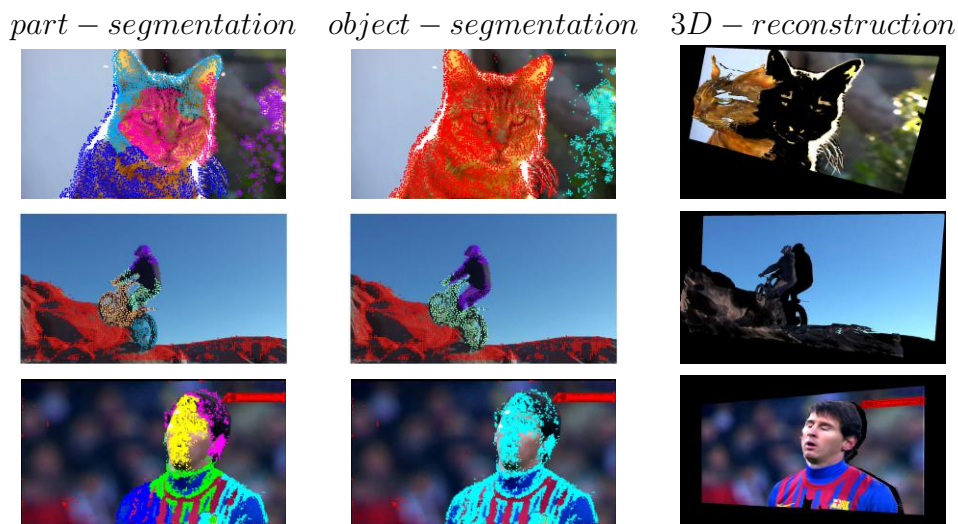 part − segmentation object − segmentation 3D − reconstruction